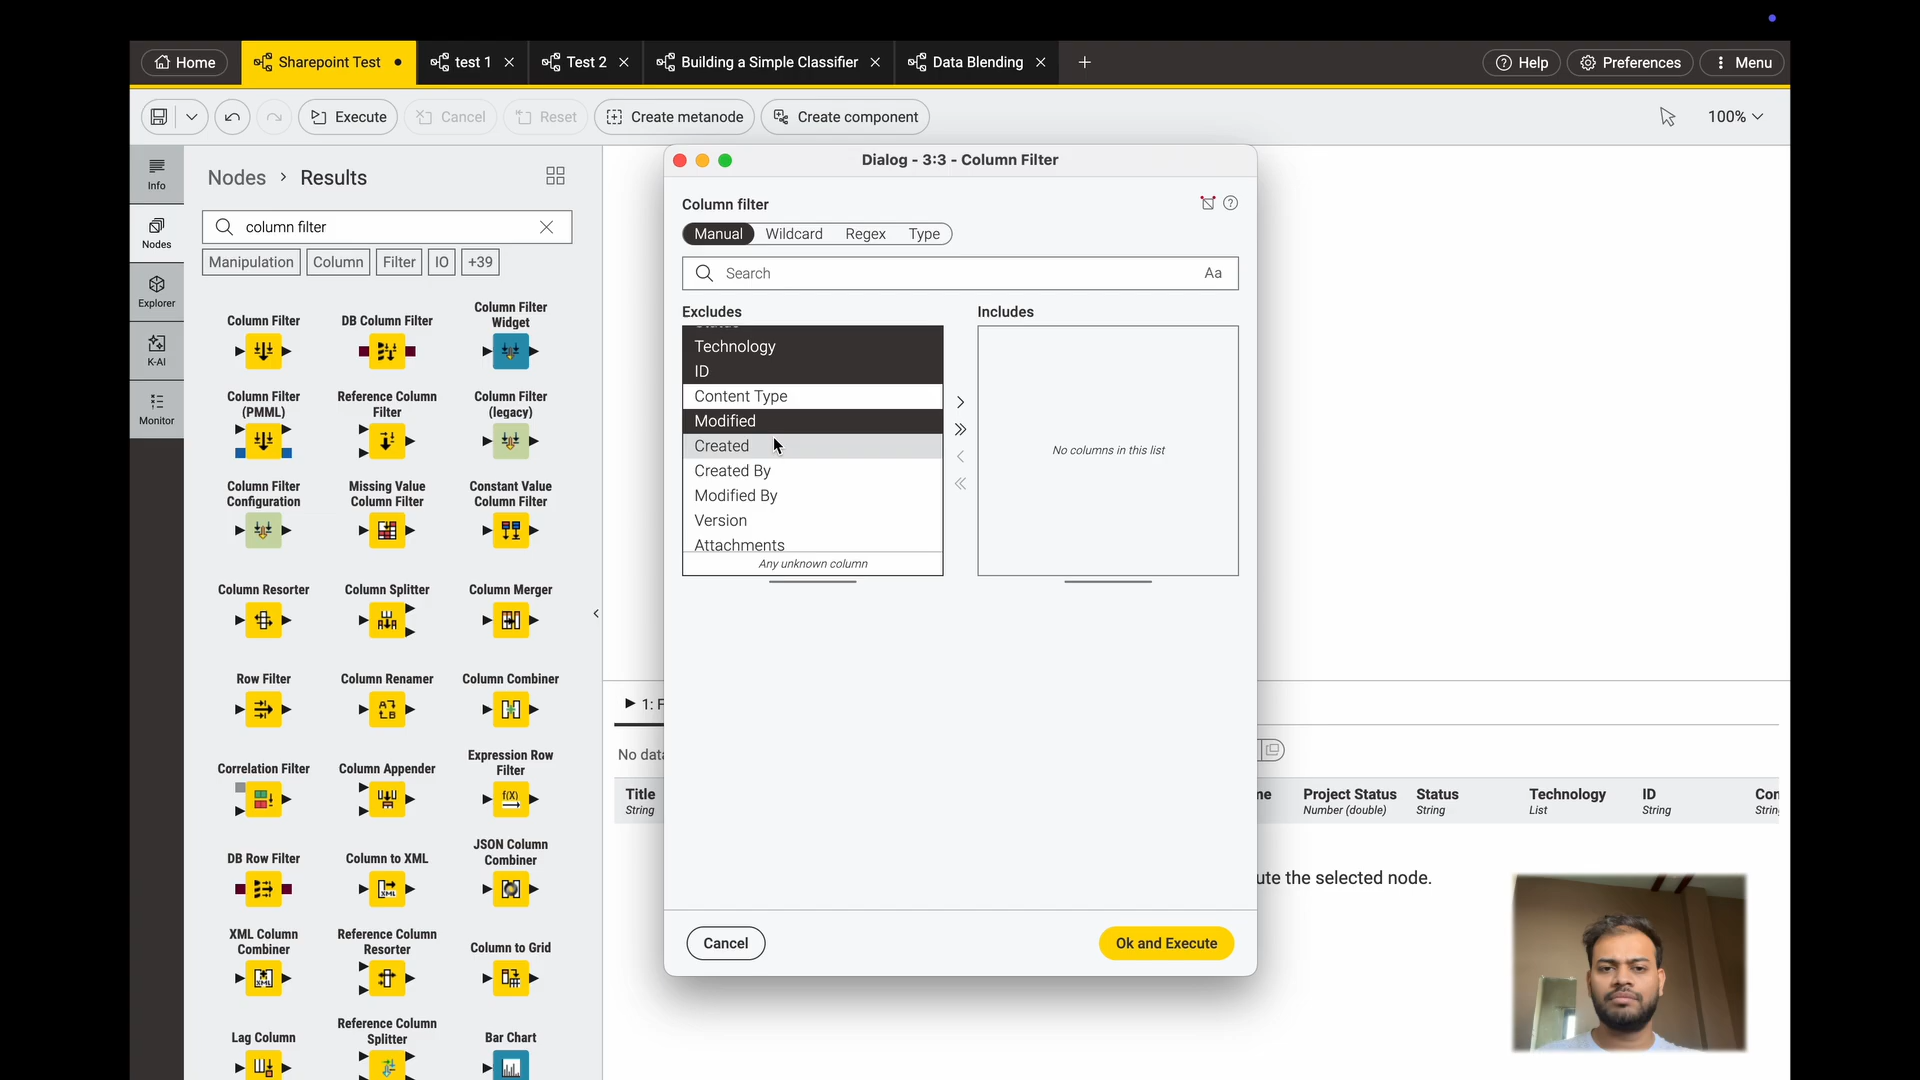 Home
Sharepoint Test
test 1
Test 2
Building a Simple Classifier
Data Blending
Help
Preferences
Menu
Execute
Cancel
Reset
Create metanode
Create component
100%
Info
Nodes
Explorer
K-AI
Monitor
Nodes > Results
column filter
Manipulation
Column
Filter
IO
+39
Column Filter
DB Column Filter
Column Filter
Widget
Column Filter
(PMML)
Reference Column
Filter
Column Filter
(legacy)
Column Filter
Configuration
Missing Value
Column Filter
Constant Value
Column Filter
Column Resorter
Column Splitter
Column Merger
Row Filter
Column Renamer
Column Combiner
Correlation Filter
Column Appender
Expression Row
Filter
f(X)
DB Row Filter
Column to XML
JSON Column
Combiner
XML Column
Combiner
Reference Column
Resorter
Column to Grid
Lag Column
Reference Column
Splitter
Bar Chart
Dialog - 3:3 - Column Filter
Column filter
Manual
Wildcard
Regex
Type
Search
Aa
Excludes
Technology
ID
Content Type
Modified
Created
Created By
Modified By
Version
Attachments
Any unknown column
Includes
No columns in this list
Cancel
Ok and Execute
1: F
No data
Title
String
ne
Project Status
Number (double)
Status
String
Technology
List
ID
String
Con
Strin
ute the selected node.